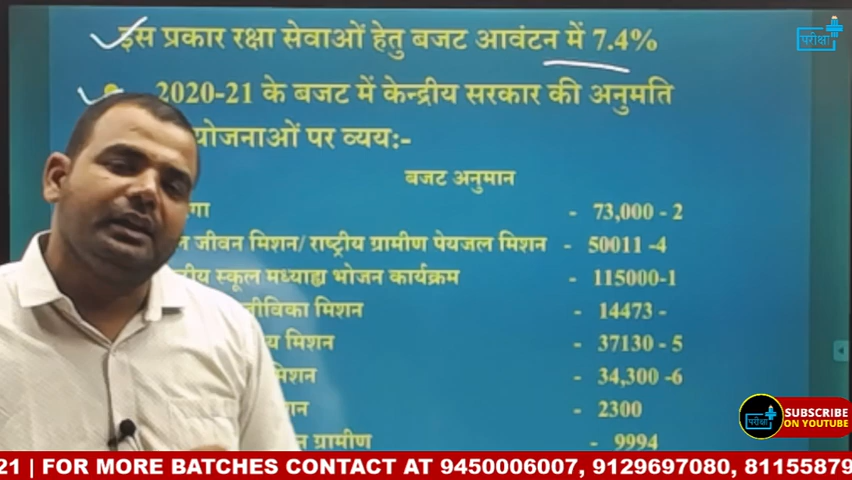 इस प्रकार रक्षा सेवाओं हेतु बजट आवंटन में 7.4%
2020-21 के बजट में केन्द्रीय सरकार की अनुमति
योजनाओं पर व्ययः-
बजट अनुमान
गा - 73,000 - 2
न जीवन मिशन/ राष्ट्रीय ग्रामीण पेयजल मिशन - 50011 -4
ीय स्कूल मध्याह्य भोजन कार्यक्रम - 115000-1
ीविका मिशन - 14473 -
य मिशन - 37130 - 5
मिशन - 34,300 -6
शन - 2300
न ग्रामीण - 9994
परीक्षा
परीक्षा
SUBSCRIBE
ON YOUTUBE
21 | FOR MORE BATCHES CONTACT AT 9450006007, 9129697080, 81155879